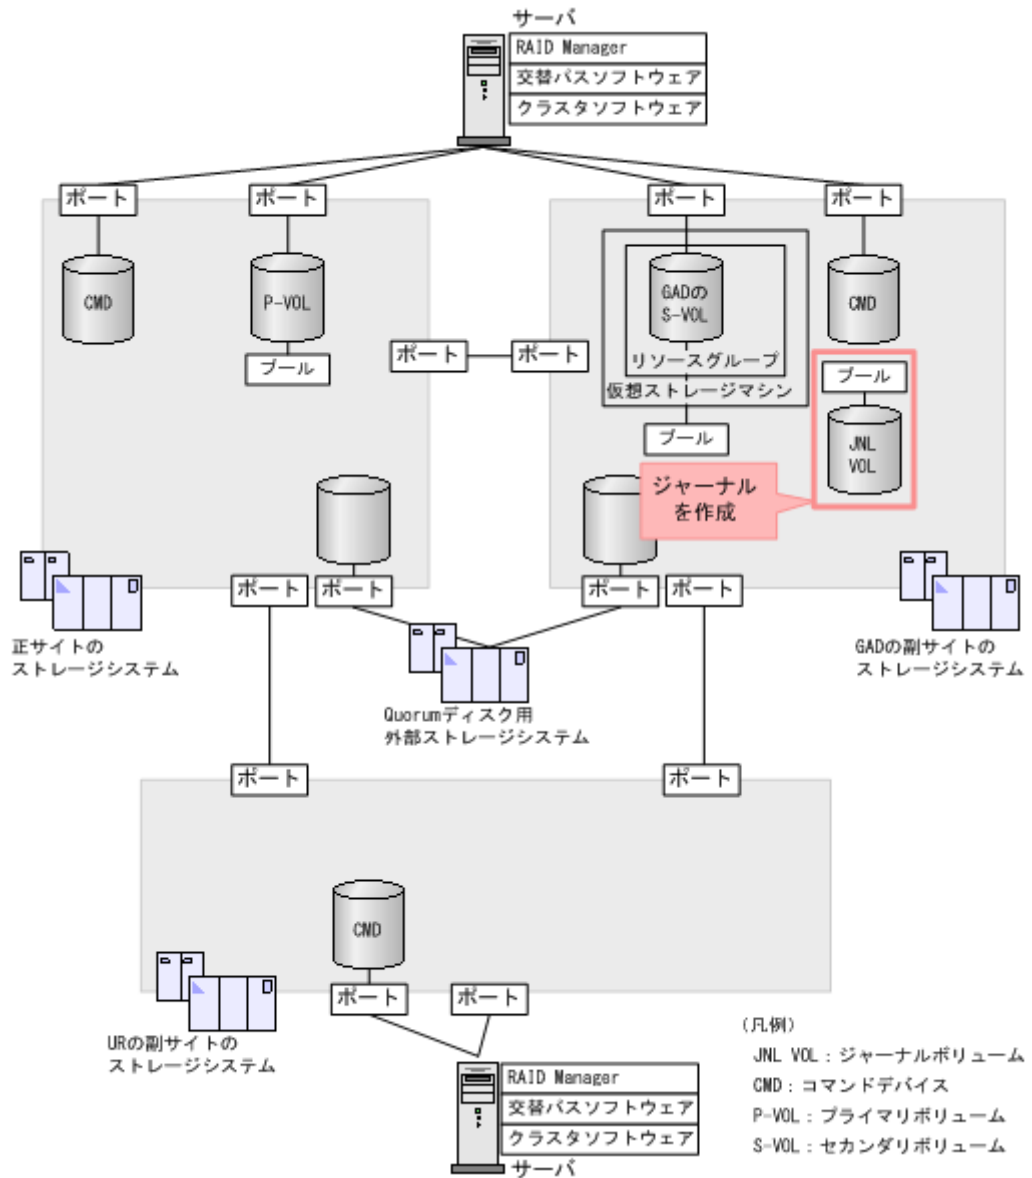 サーバ
RAID Manager
交替パスソフトウェア
クラスタソフトウェア
ポート
ポート
ポート
ポート
CMD
P-VOL
GADの
S-VOL
CMD
プール
ポート
ポート
リソースグループ
仮想ストレージマシン
プール
プール
JNL
VOL
ジャーナル
を作成
ポート
ポート
ポート
ポート
正サイトの
ストレージシステム
GADの副サイトの
ストレージシステム
Quorumディスク用
外部ストレージシステム
ポート
ポート
CMD
ポート
ポート
URの副サイトの
ストレージシステム
RAID Manager
交替パスソフトウェア
クラスタソフトウェア
サーバ
(凡例)
JNL VOL：ジャーナルボリューム
CMD：コマンドデバイス
P-VOL：プライマリボリューム
S-VOL：セカンダリボリューム